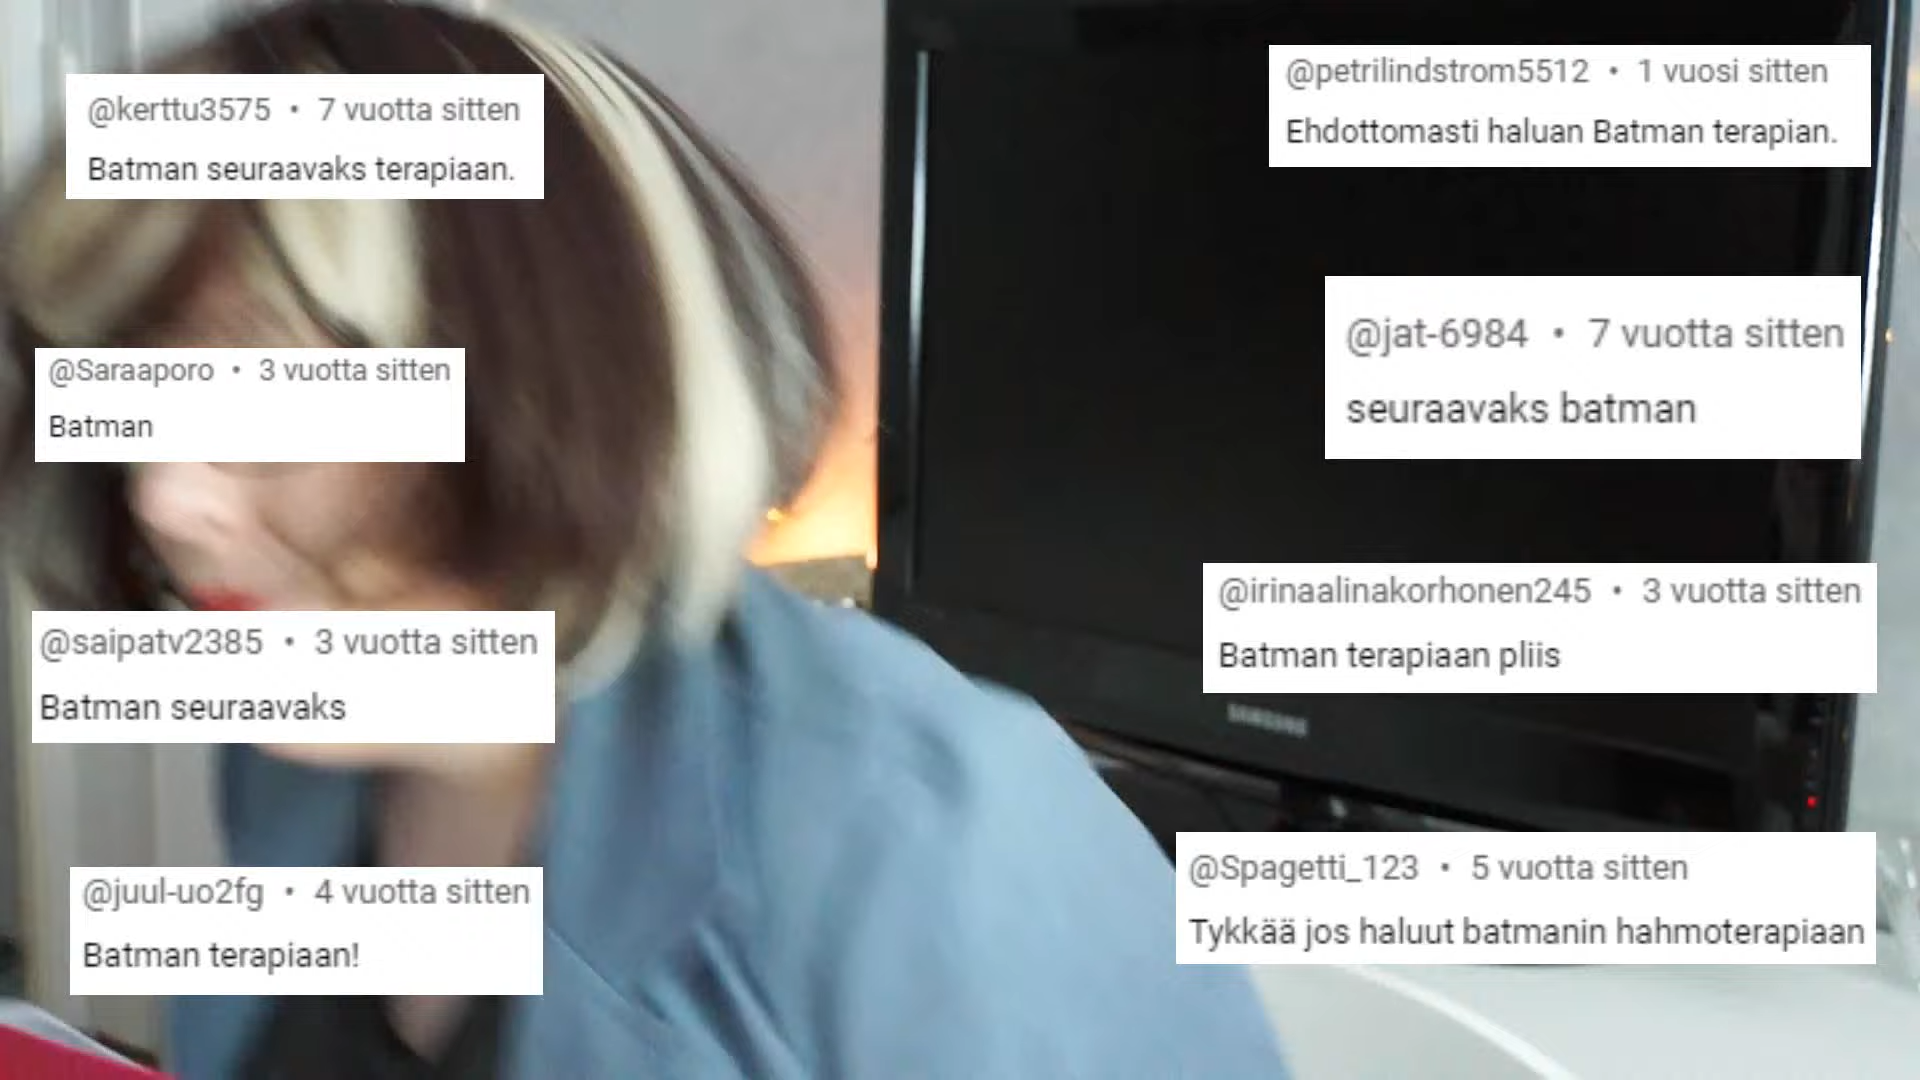 @kerttu3575 • 7 vuotta sitten
Batman seuraavaks terapiaan.
@petrilindstrom5512 • 1 vuosi sitten
Ehdottomasti haluan Batman terapian.
@Saraaporo • 3 vuotta sitten
Batman
@jat-6984 • 7 vuotta sitten
seuraavaks batman
@saipatv2385 • 3 vuotta sitten
Batman seuraavaks
@irinaalinakorhonen245 • 3 vuotta sitten
Batman terapiaan pliis
SAMSUNG
@juul-uo2fg • 4 vuotta sitten
Batman terapiaan!
@Spagetti_123 • 5 vuotta sitten
Tykkää jos haluut batmanin hahmoterapiaan